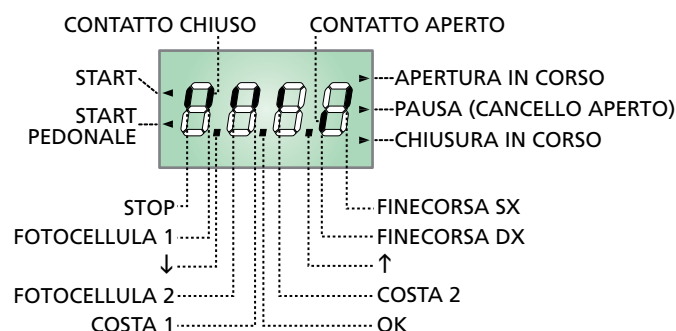 CONTATTO CHIUSO
CONTATTO APERTO
START
START
PEDONALE
APERTURA IN CORSO
PAUSA (CANCELLO APERTO)
CHIUSURA IN CORSO
STOP
FOTOCELLULA 1
↓
FOTOCELLULA 2
COSTA 1
FINECORSA SX
FINECORSA DX
↑
COSTA 2
OK